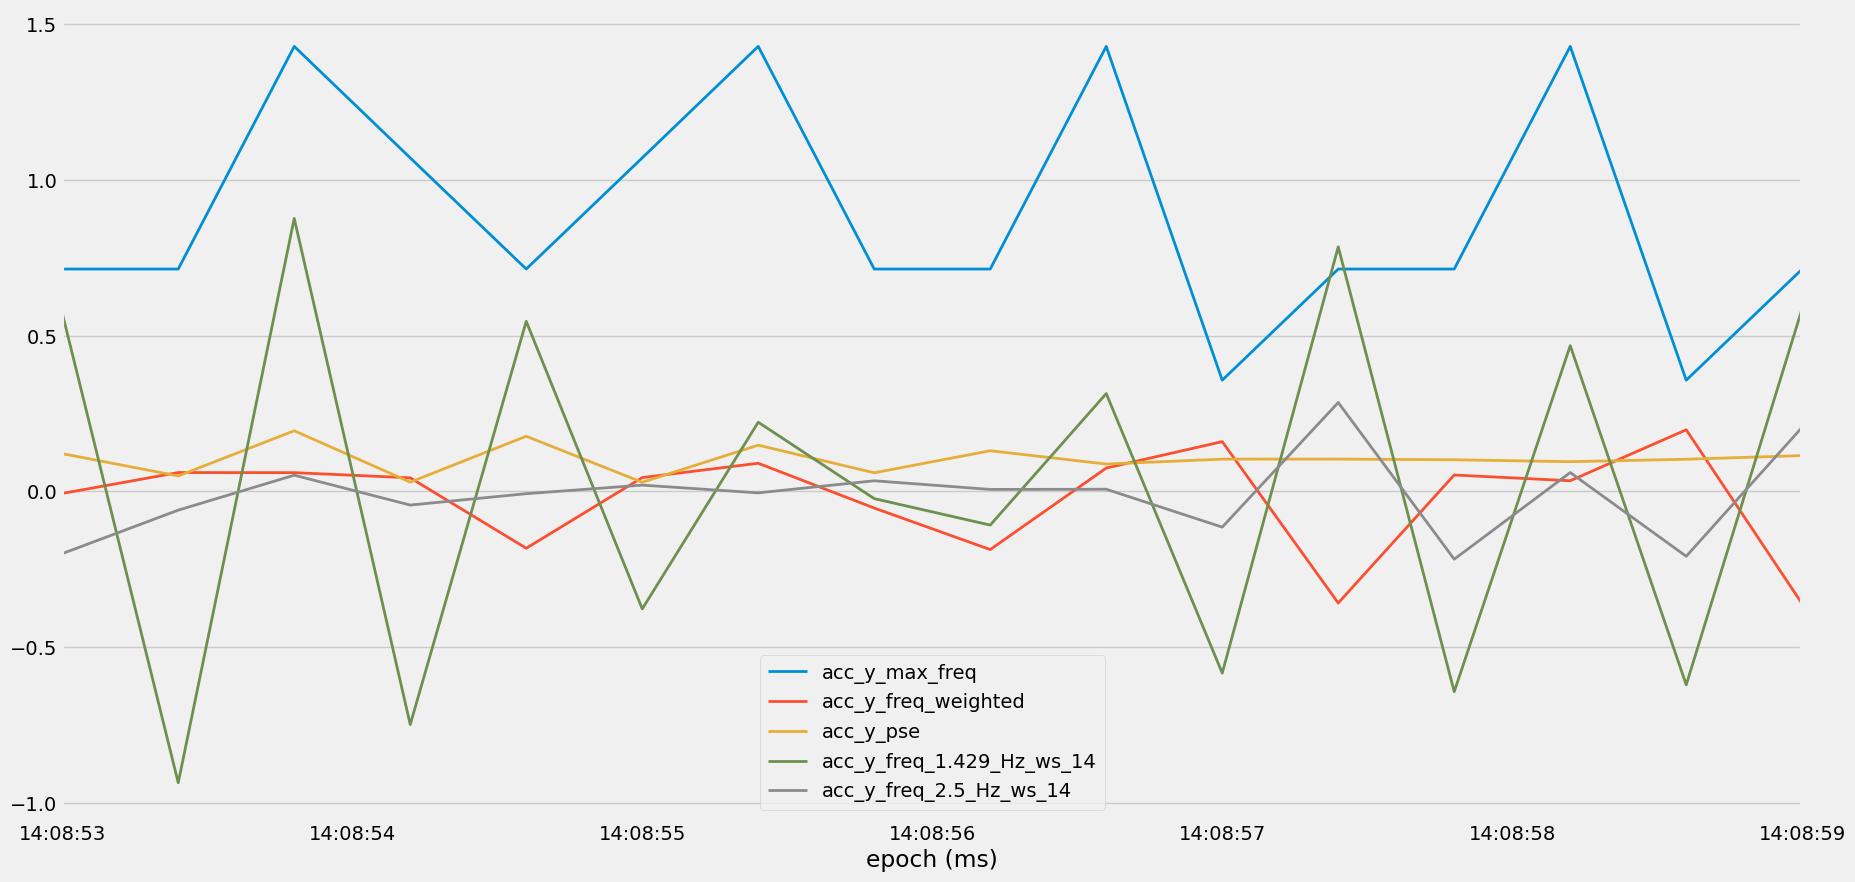 1.5
1.0
0.5
0.0
−0.5
−1.0
acc_y_max_freq
acc_y_freq_weighted
acc_y_pse
acc_y_freq_1.429_Hz_ws_14
acc_y_freq_2.5_Hz_ws_14
14:08:53 14:08:54 14:08:55 14:08:56 14:08:57 14:08:58 14:08:59
epoch (ms)